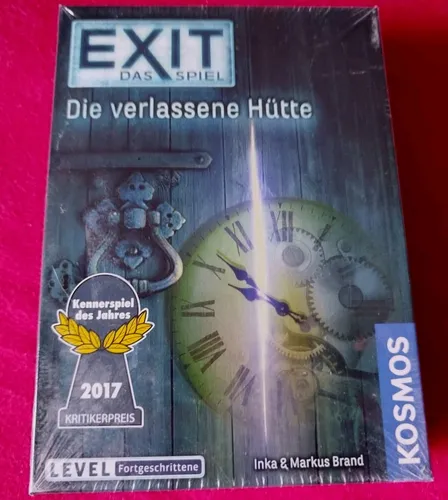 EXIT
DAS SPIEL
Die verlassene Hütte
Kennerspiel
des Jahres
2017
KRITIKERPREIS
LEVEL Fortgeschrittene
Inka & Markus Brand
KOSMOS